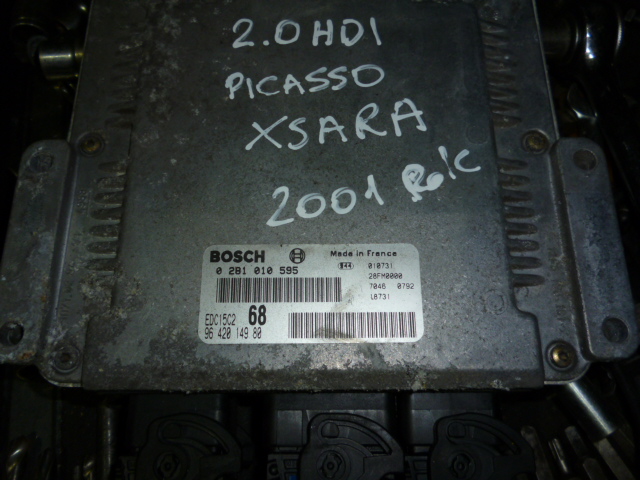 2.0 HDI
PICASSO
XSARA
2001 Rok
BOSCH
Made in France
0 281 010 595
010731
28FM0000
7046 0792
L8731
EDC15C2 68
96 420 149 80